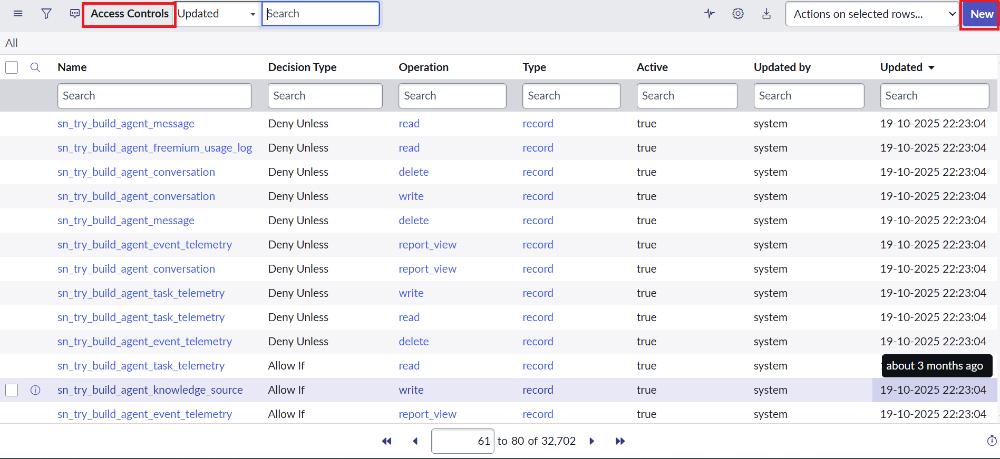 Access Controls Updated Search Actions on selected rows... New
All
Name Decision Type Operation Type Active Updated by Updated
Search Search Search Search Search Search Search
sn_try_build_agent_message Deny Unless read record true system 19-10-2025 22:23:04
sn_try_build_agent_freemium_usage_log Deny Unless read record true system 19-10-2025 22:23:04
sn_try_build_agent_conversation Deny Unless delete record true system 19-10-2025 22:23:04
sn_try_build_agent_conversation Deny Unless write record true system 19-10-2025 22:23:04
sn_try_build_agent_message Deny Unless delete record true system 19-10-2025 22:23:04
sn_try_build_agent_event_telemetry Deny Unless report_view record true system 19-10-2025 22:23:04
sn_try_build_agent_conversation Deny Unless report_view record true system 19-10-2025 22:23:04
sn_try_build_agent_task_telemetry Deny Unless write record true system 19-10-2025 22:23:04
sn_try_build_agent_task_telemetry Deny Unless read record true system 19-10-2025 22:23:04
sn_try_build_agent_event_telemetry Deny Unless delete record true system 19-10-2025 22:23:04
sn_try_build_agent_task_telemetry Allow If read record true system about 3 months ago
sn_try_build_agent_knowledge_source Allow If write record true system 19-10-2025 22:23:04
sn_try_build_agent_event_telemetry Allow If report_view record true system 19-10-2025 22:23:04
61 to 80 of 32,702